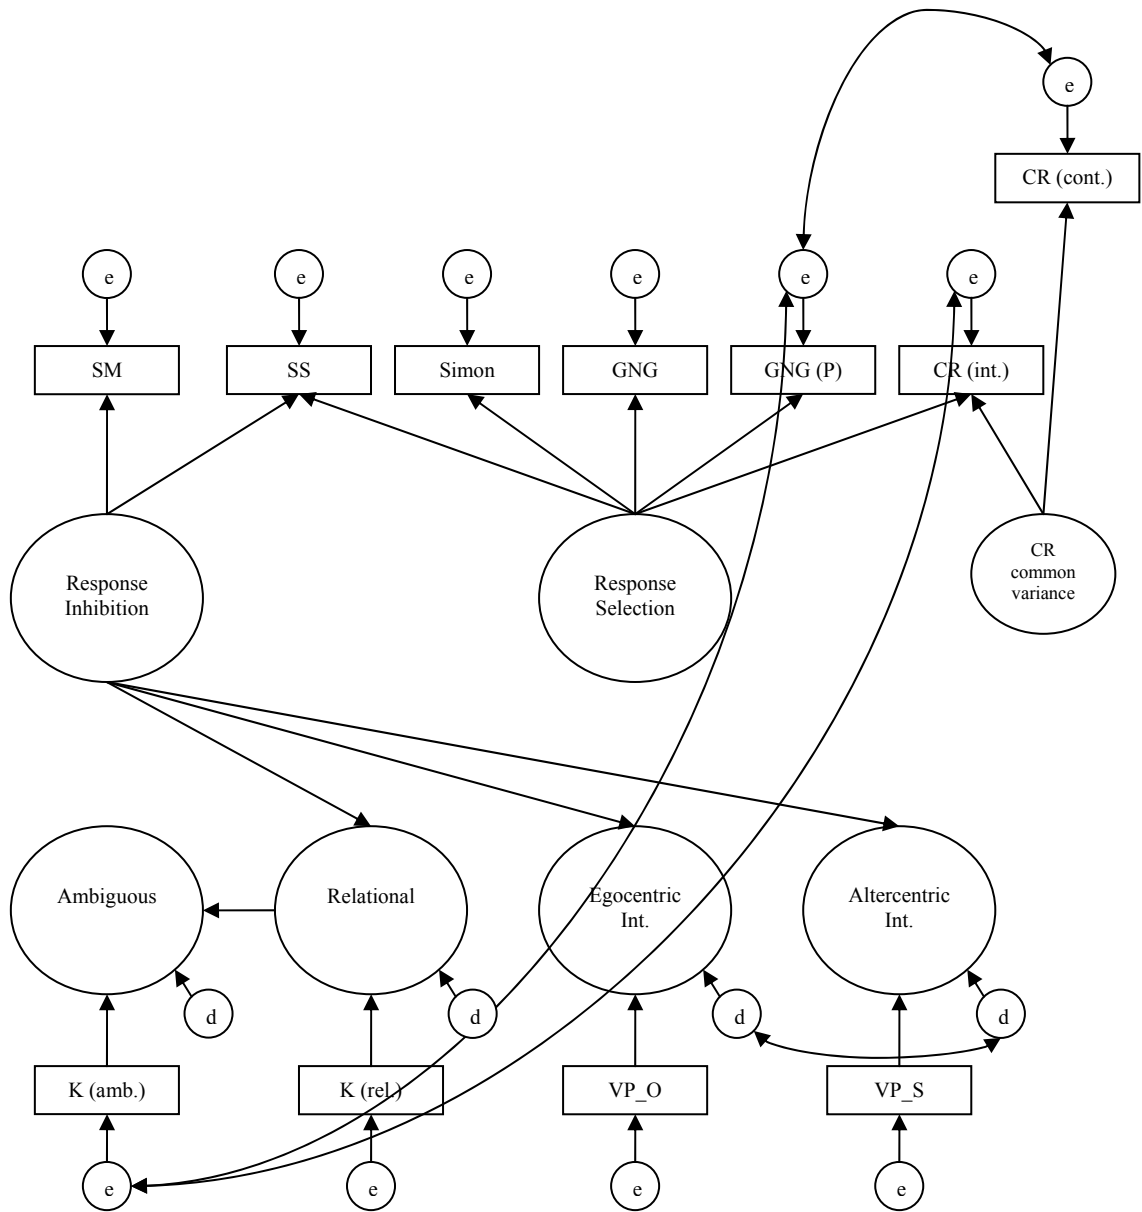 e
CR (cont.)
e
e
e
e
e
e
SM
SS
Simon
GNG
GNG (P)
CR (int.)
Response
Inhibition
Response
Selection
CR
common
variance
Ambiguous
Relational
Egocentric
Int.
Altercentric
Int.
d
d
d
d
K (amb.)
K (rel.)
VP_O
VP_S
e
e
e
e